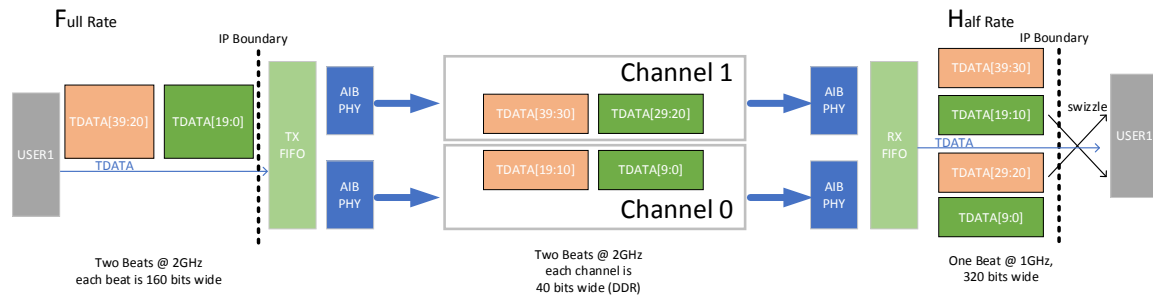 Full Rate
IP Boundary
USER1
TDATA[39:20]
TDATA[19:0]
TDATA
TX
FIFO
AIB
PHY
AIB
PHY
Two Beats @ 2GHz
each beat is 160 bits wide
Channel 1
TDATA[39:30]
TDATA[29:20]
TDATA[19:10]
TDATA[9:0]
Channel 0
Two Beats @ 2GHz
each channel is
40 bits wide (DDR)
AIB
PHY
AIB
PHY
RX
FIFO
Half Rate
IP Boundary
TDATA[39:30]
TDATA[19:10]
swizzle
TDATA
TDATA[29:20]
TDATA[9:0]
USER1
One Beat @ 1GHz,
320 bits wide